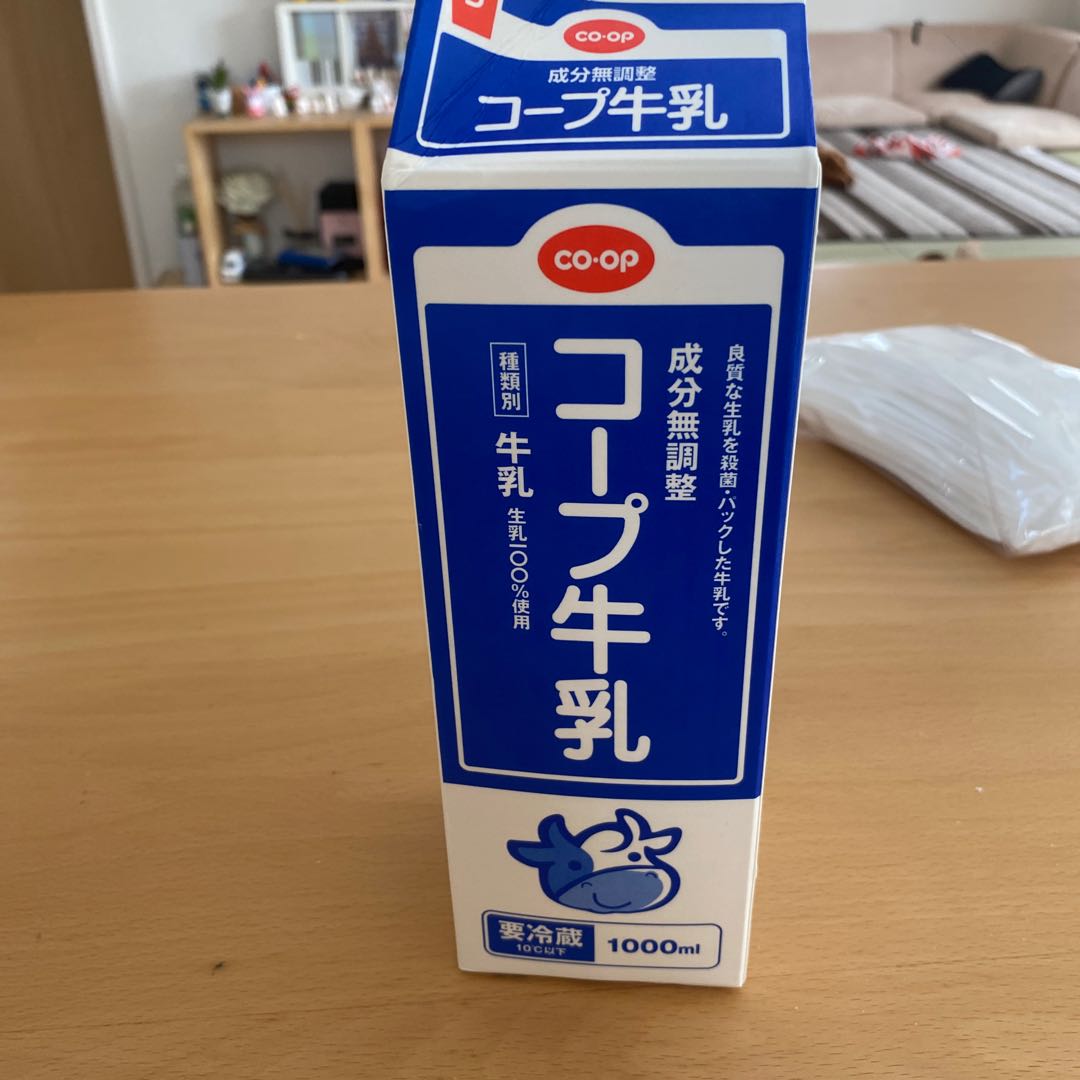 CO·OP
成分無調整
コープ牛乳
CO·OP
良質な生乳を殺菌・パックした牛乳です。
成分無調整
コープ牛乳
種類別
牛乳
生乳一〇〇%使用
要冷蔵
10℃以下
1000ml